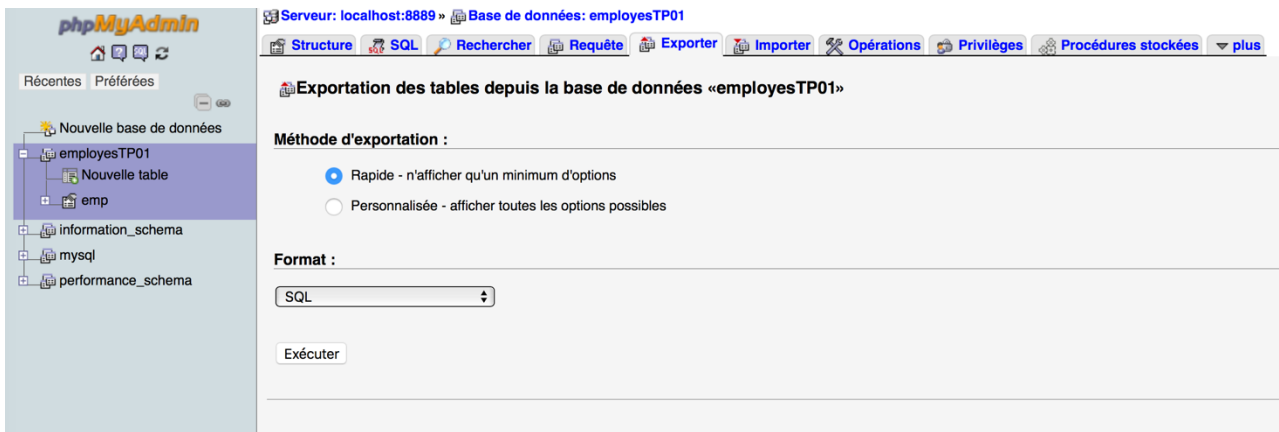 phpMyAdmin
Récentes Préférées
Nouvelle base de données
employesTP01
Nouvelle table
emp
information_schema
mysql
performance_schema
Serveur: localhost:8889 » Base de données: employesTP01
Structure SQL Rechercher Requête Exporter Importer Opérations Privilèges Procédures stockées plus
Exportation des tables depuis la base de données «employesTP01»
Méthode d'exportation :
Rapide - n'afficher qu'un minimum d'options
Personnalisée - afficher toutes les options possibles
Format :
SQL
Exécuter